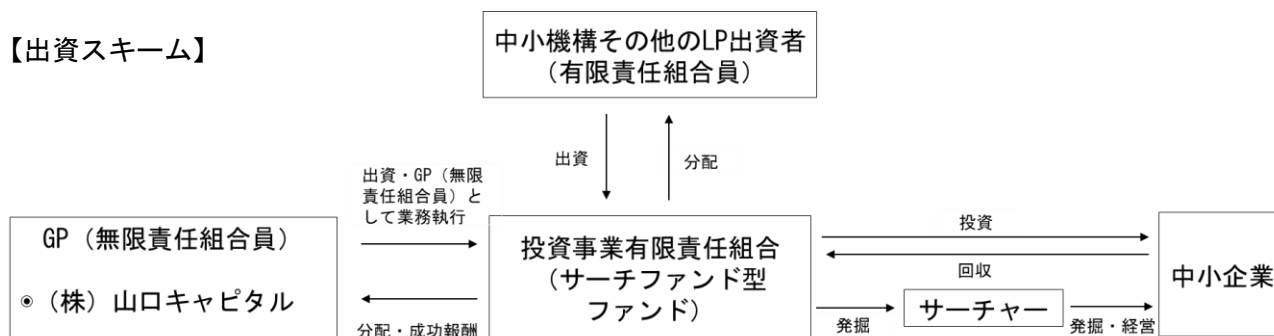 【出資スキーム】
中小機構その他のLP出資者
（有限責任組合員）
出資
分配
出資・GP（無限
責任組合員）と
して業務執行
GP（無限責任組合員）
◉（株）山口キャピタル
分配・成功報酬
投資事業有限責任組合
（サーチファンド型
ファンド）
投資
回収
発掘
サーチャー
発掘・経営
中小企業